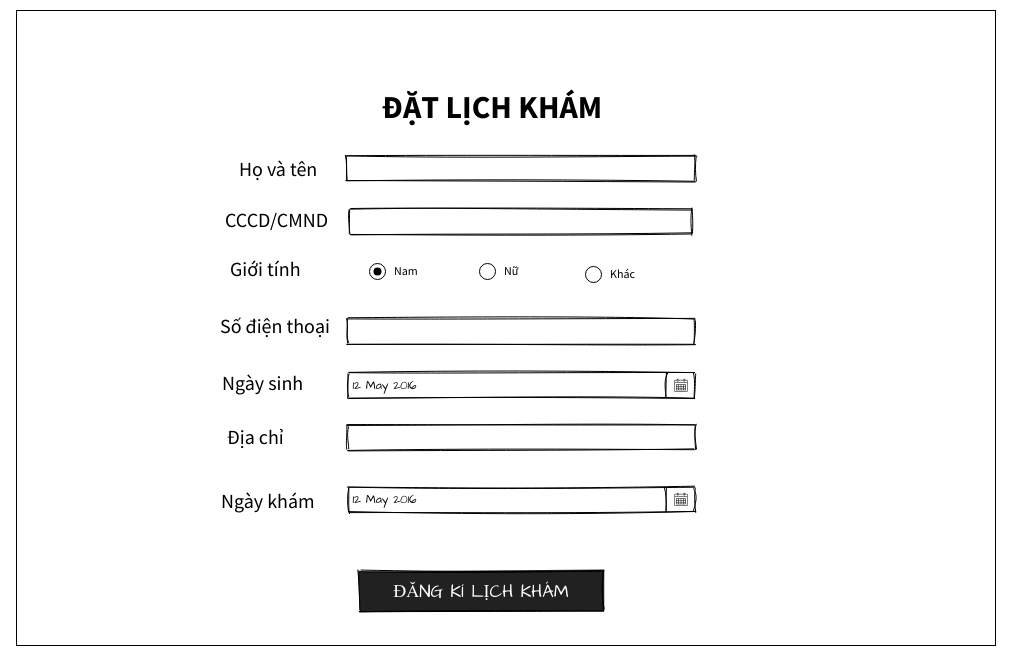 ĐẶT LỊCH KHÁM
Họ và tên
CCCD/CMND
Giới tính Nam Nữ Khác
Số điện thoại
Ngày sinh 12 May 2016
Địa chỉ
Ngày khám 12 May 2016
ĐĂNG KÍ LỊCH KHÁM